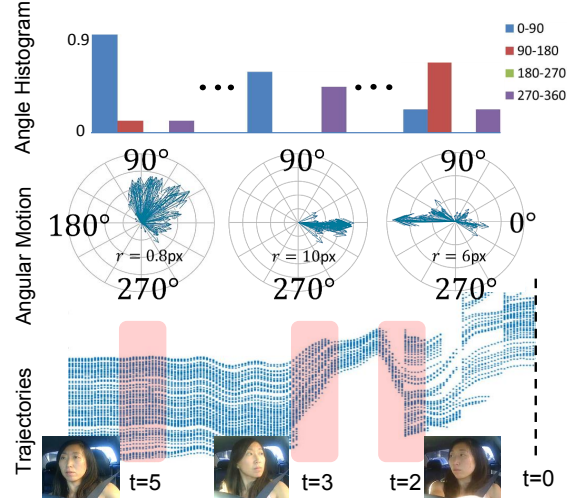 Angle Histogram
0.9
0
0-90
90-180
180-270
270-360
Angular Motion
90°
90°
90°
180°
0°
r = 0.8px
r = 10px
r = 6px
270°
270°
Trajectories
t=5
t=3
t=2
t=0